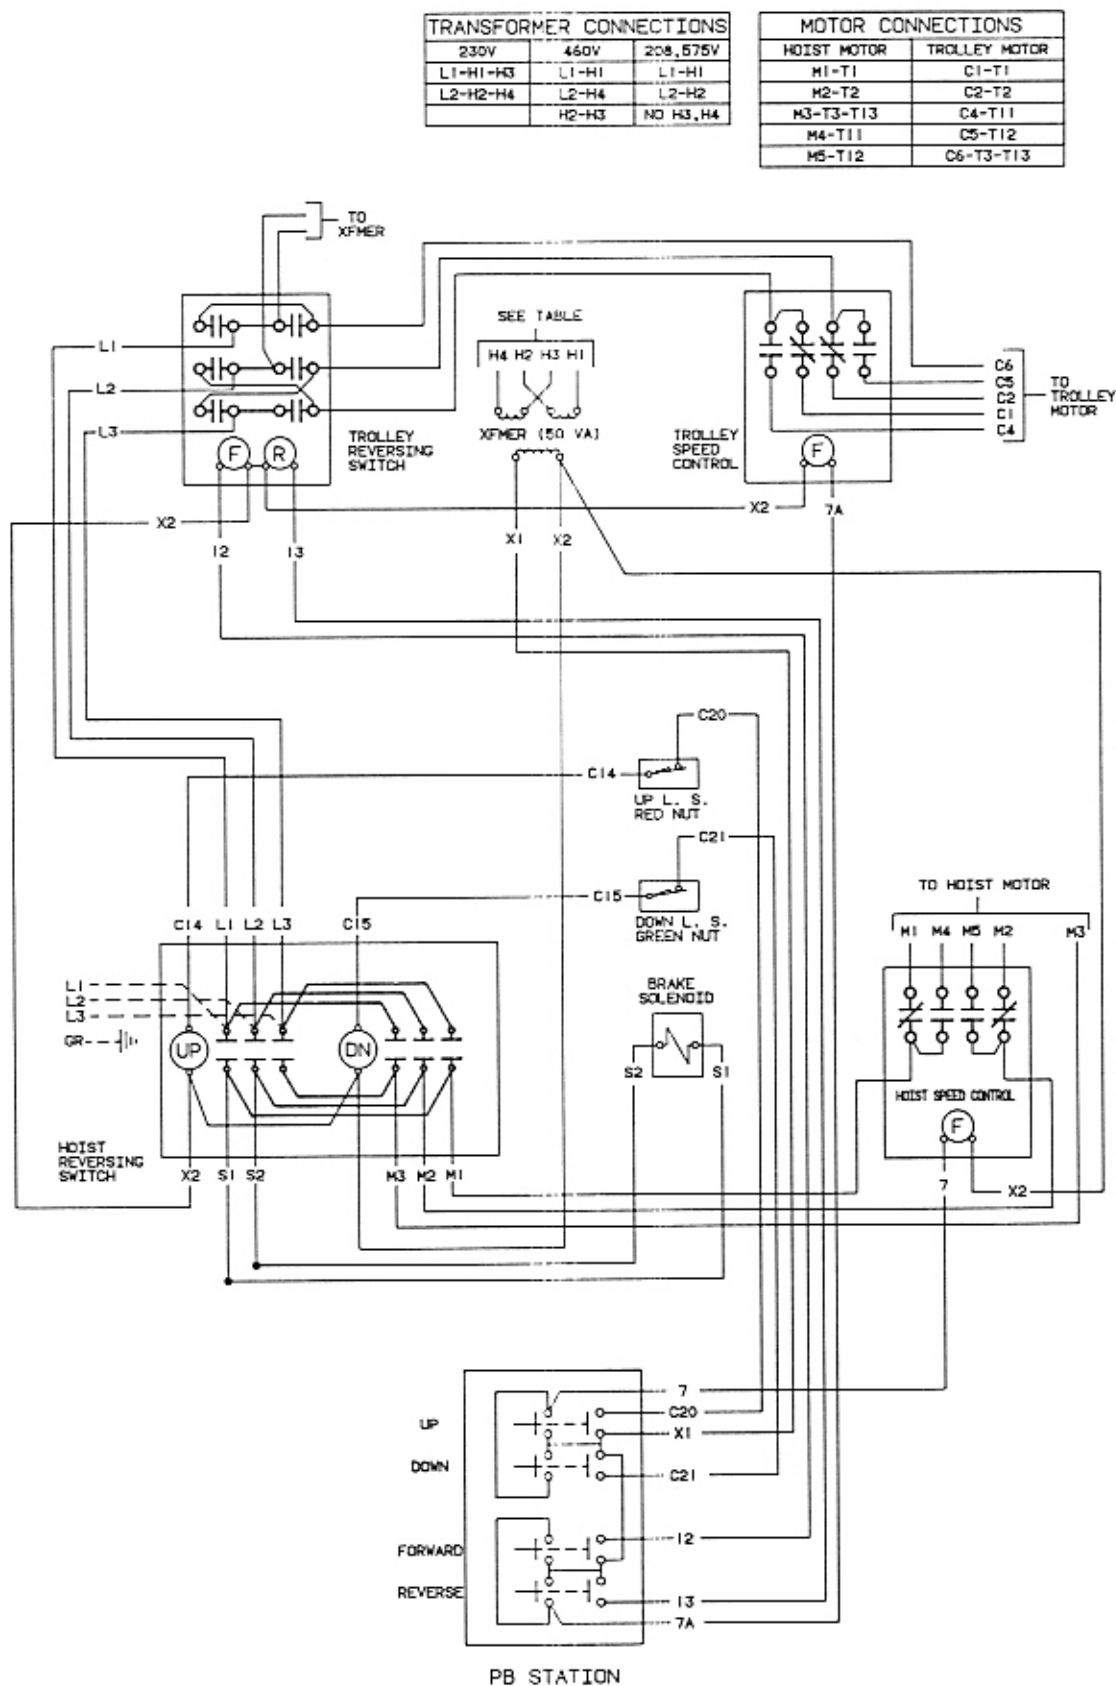 TRANSFORMER CONNECTIONS
230V 460V 208,575V
L1-H1-H3 L1-H1 L1-H1
L2-H2-H4 L2-H4 L2-H2
H2-H3 NO H3,H4
MOTOR CONNECTIONS
HOIST MOTOR TROLLEY MOTOR
M1-T1 C1-T1
M2-T2 C2-T2
M3-T3-T13 C4-T11
M4-T11 C5-T12
M5-T12 C6-T3-T13
TO
XFMER
L1
L2
L3
F R
TROLLEY
REVERSING
SWITCH
SEE TABLE
H4 H2 H3 H1
XFMER (50 VA)
TROLLEY
SPEED
CONTROL
F
C6
C5
C2
C1
C4
TO
TROLLEY
MOTOR
X2
12
13
X1
X2
X2
7A
C20
C14
UP L. S.
RED NUT
C21
C15
DOWN L. S.
GREEN NUT
C14 L1 L2 L3 C15
L1
L2
L3
GR
UP
DN
HOIST
REVERSING
SWITCH
X2 S1 S2 M3 M2 M1
BRAKE
SOLENOID
S2 S1
TO HOIST MOTOR
M1 M4 M5 M2 M3
HOIST SPEED CONTROL
F
7
X2
UP
DOWN
FORWARD
REVERSE
7
C20
X1
C21
12
13
7A
PB STATION